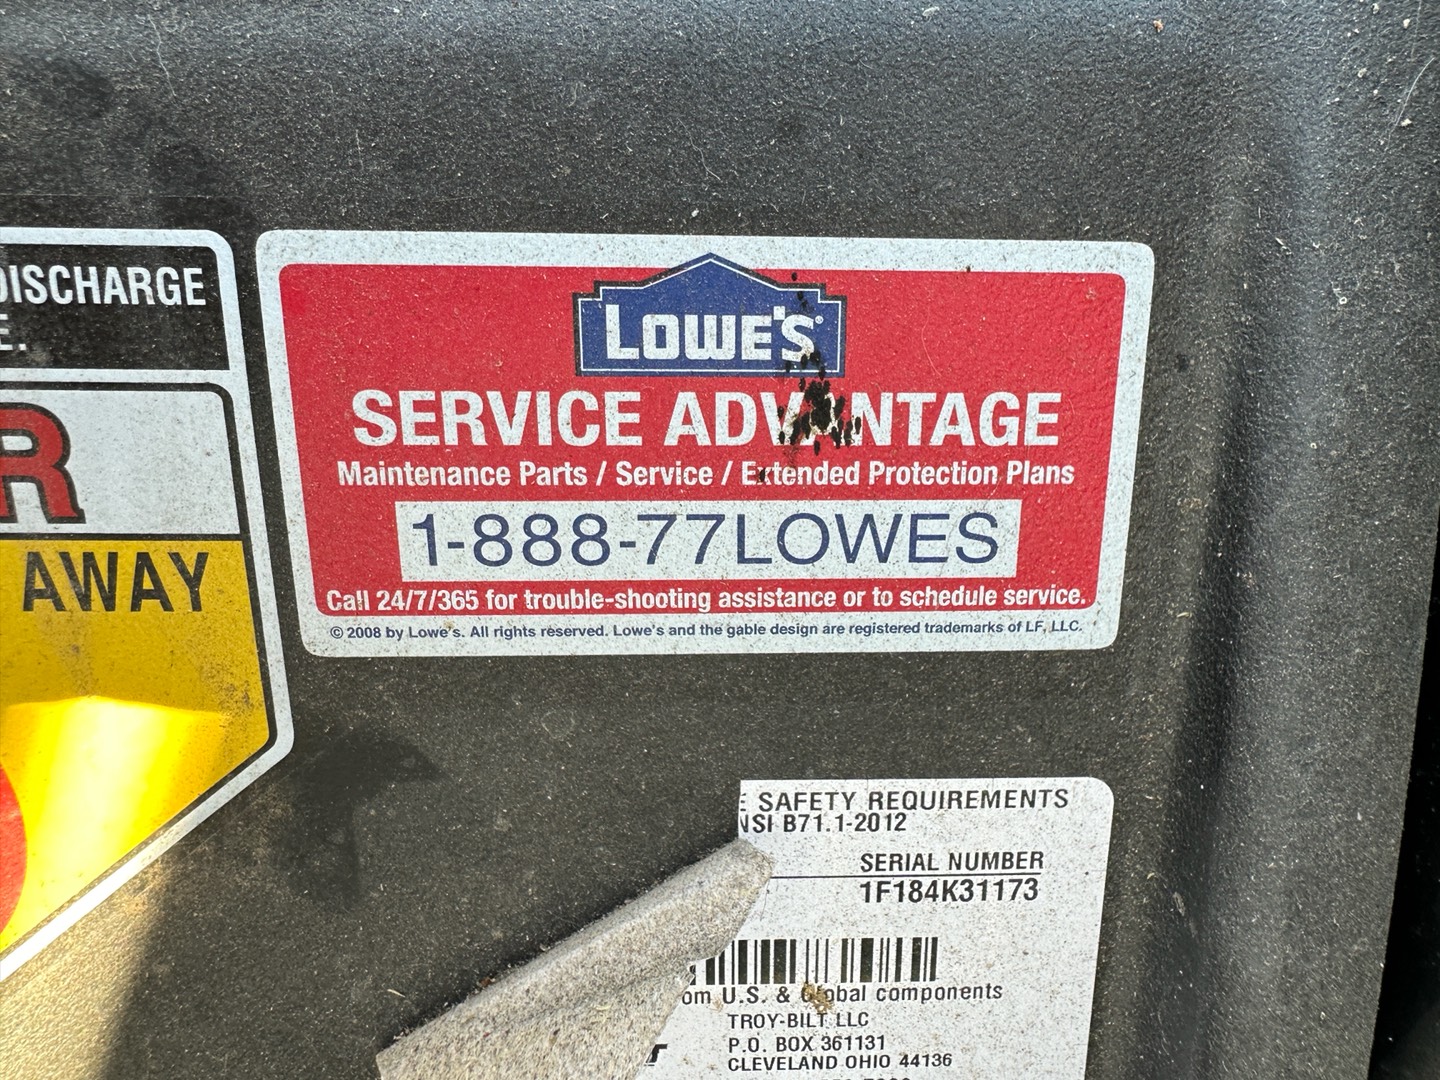 DISCHARGE
E.
R
AWAY
LOWE'S®
SERVICE ADVANTAGE
Maintenance Parts / Service / Extended Protection Plans
1-888-77LOWES
Call 24/7/365 for trouble-shooting assistance or to schedule service.
© 2008 by Lowe's. All rights reserved. Lowe's and the gable design are registered trademarks of LF, LLC.
SAFETY REQUIREMENTS
NSI B71.1-2012
SERIAL NUMBER
1F184K31173
om U.S. & Global components
TROY-BILT LLC
P.O. BOX 361131
CLEVELAND OHIO 44136